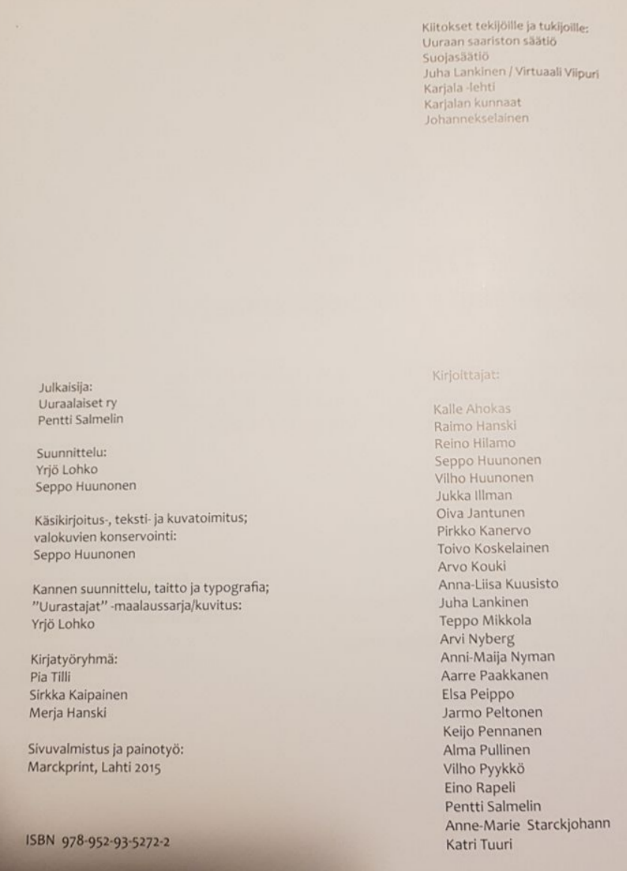 Kiitokset tekijöille ja tukijoille:
Uuraan saariston säätiö
Suojasäätiö
Juha Lankinen / Virtuaali Viipuri
Karjala -lehti
Karjalan kunnaat
Johannekselainen
Julkaisija:
Uuraalaiset ry
Pentti Salmelin
Suunnittelu:
Yrjö Lohko
Seppo Huunonen
Käsikirjoitus-, teksti- ja kuvatoimitus;
valokuvien konservointi:
Seppo Huunonen
Kannen suunnittelu, taitto ja typografia;
"Uurastajat" -maalaussarja/kuvitus:
Yrjö Lohko
Kirjatyöryhmä:
Pia Tilli
Sirkka Kaipainen
Merja Hanski
Sivuvalmistus ja painotyö:
Marckprint, Lahti 2015
ISBN 978-952-93-5272-2
Kirjoittajat:
Kalle Ahokas
Raimo Hanski
Reino Hilamo
Seppo Huunonen
Vilho Huunonen
Jukka Illman
Oiva Jantunen
Pirkko Kanervo
Toivo Koskelainen
Arvo Kouki
Anna-Liisa Kuusisto
Juha Lankinen
Teppo Mikkola
Arvi Nyberg
Anni-Maija Nyman
Aarre Paakkanen
Elsa Peippo
Jarmo Peltonen
Keijo Pennanen
Alma Pullinen
Vilho Pyykkö
Eino Rapeli
Pentti Salmelin
Anne-Marie Starckjohann
Katri Tuuri